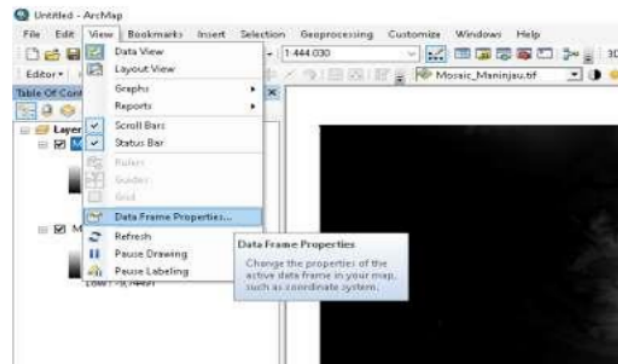 Untitled - ArcMap
File Edit View Bookmarks Insert Selection Geoprocessing Customize Windows Help
Data View
1:444.030
3D
Layout View
Editor
Mosaic_Maninjau.tif
Table Of Cont
Graphs
Reports
Scroll Bars
Layer
Status Bar
M
Rulers
Guides
Grid
Data Frame Properties...
M
Refresh
Data Frame Properties
Pause Drawing
Change the properties of the
active data frame in your map,
Pause Labeling
such as coordinate system.